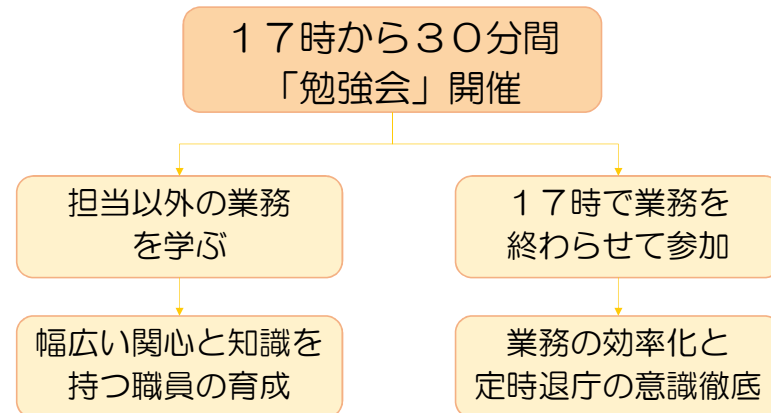 １７時から３０分間
「勉強会」開催
担当以外の業務
を学ぶ
１７時で業務を
終わらせて参加
幅広い関心と知識を
持つ職員の育成
業務の効率化と
定時退庁の意識徹底